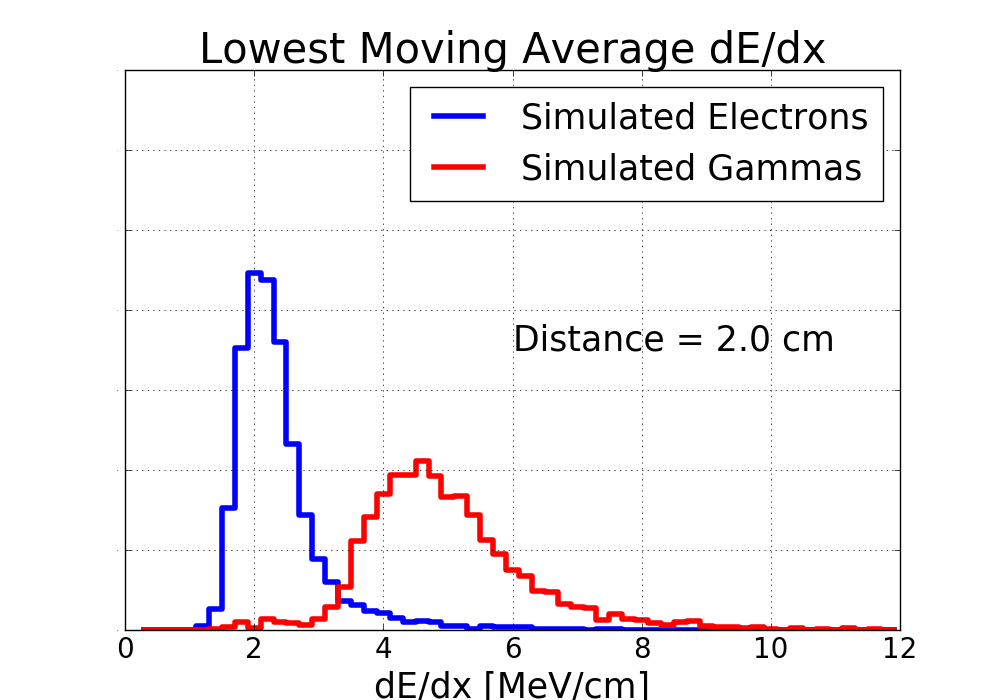 Lowest Moving Average dE/dx
Simulated Electrons
Simulated Gammas
Distance = 2.0 cm
0 2 4 6 8 10 12
dE/dx [MeV/cm]